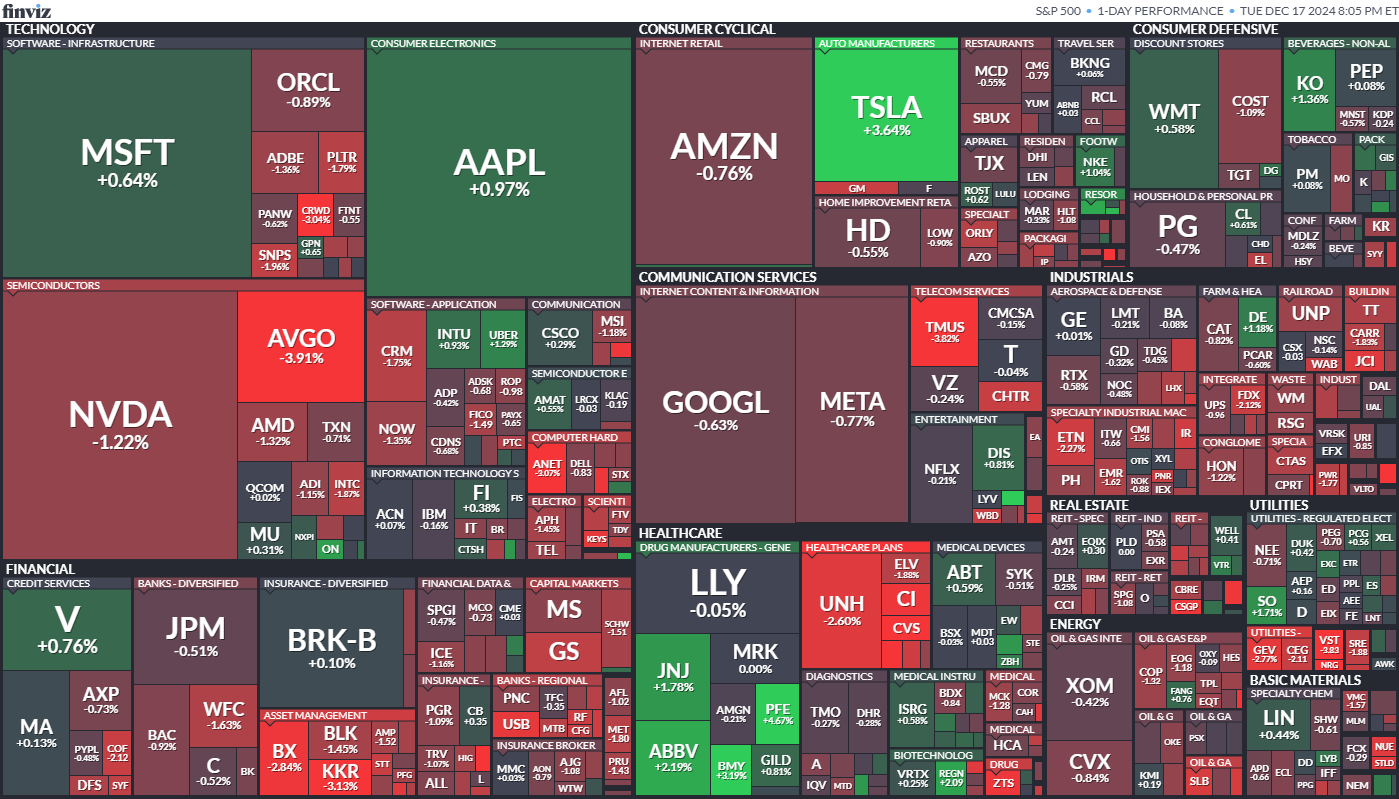 finviz
S&P 500 • 1-DAY PERFORMANCE • TUE DEC 17 2024 8:05 PM ET
TECHNOLOGY
SOFTWARE - INFRASTRUCTURE
MSFT
+0.64%
ORCL
-0.89%
ADBE
-1.36%
PLTR
-1.79%
PANW
-0.62%
CRWD
-3.04%
FTNT
-0.55
SNPS
-1.96%
GPN
+0.65
CONSUMER ELECTRONICS
AAPL
+0.97%
SEMICONDUCTORS
NVDA
-1.22%
AVGO
-3.91%
AMD
-1.32%
TXN
-0.71%
QCOM
+0.02%
ADI
-1.15%
INTC
-1.87%
MU
+0.31%
NXPI
ON
SOFTWARE - APPLICATION
CRM
-1.75%
INTU
+0.93%
UBER
+1.29%
NOW
-1.35%
ADP
-0.42%
ADSK
-0.68
ROP
-0.98
FICO
-1.49
PAYX
-0.65
CDNS
-0.68%
PTC
COMMUNICATION
CSCO
+0.29%
MSI
-1.18%
SEMICONDUCTOR E
AMAT
+0.55%
LRCX
-0.03
KLAC
-0.19
COMPUTER HARD
ANET
-3.07%
DELL
-0.83
STX
INFORMATION TECHNOLOGY S
ACN
+0.07%
IBM
-0.16%
FI
+0.38%
FIS
IT
BR
CTSH
ELECTRO
APH
-1.45%
TEL
SCIENTI
FTV
TDY
KEYS
CONSUMER CYCLICAL
INTERNET RETAIL
AMZN
-0.76%
AUTO MANUFACTURERS
TSLA
+3.64%
GM
F
HOME IMPROVEMENT RETA
HD
-0.55%
LOW
-0.90%
RESTAURANTS
MCD
-0.55%
CMG
-0.79
SBUX
YUM
TRAVEL SER
BKNG
+0.06%
ABNB
+0.03
RCL
CCL
APPAREL
TJX
ROST
+0.62
LULU
RESIDEN
DHI
LEN
FOOTW
NKE
+1.04%
LODGING
MAR
-0.33%
HLT
-1.08
RESOR
SPECIALT
ORLY
AZO
PACKAGI
IP
CONSUMER DEFENSIVE
DISCOUNT STORES
WMT
+0.58%
COST
-1.09%
TGT
DG
BEVERAGES - NON-AL
KO
+1.36%
PEP
+0.08%
MNST
-0.57%
KDP
-0.24
TOBACCO
PM
+0.08%
MO
PACK
GIS
K
HOUSEHOLD & PERSONAL PR
PG
-0.47%
CL
+0.61%
CHD
EL
CONF
MDLZ
-0.24%
HSY
FARM
BEVE
KR
SYY
COMMUNICATION SERVICES
INTERNET CONTENT & INFORMATION
GOOGL
-0.63%
META
-0.77%
TELECOM SERVICES
TMUS
-3.82%
CMCSA
-0.15%
T
-0.04%
VZ
-0.24%
CHTR
ENTERTAINMENT
NFLX
-0.21%
DIS
+0.81%
LYV
WBD
EA
INDUSTRIALS
AEROSPACE & DEFENSE
GE
+0.01%
LMT
-0.21%
BA
-0.08%
RTX
-0.58%
GD
-0.32%
TDG
-0.45%
NOC
-0.48%
LHX
FARM & HEA
CAT
-0.82%
DE
+1.18%
PCAR
-0.60%
RAILROAD
UNP
CSX
-0.03
NSC
-0.14%
WAB
BUILDIN
TT
CARR
-1.83%
JCI
SPECIALTY INDUSTRIAL MAC
ETN
-2.27%
ITW
-0.66
CMI
-1.56
IR
PH
EMR
-1.62
OTIS
XYL
ROK
-0.88
PNR
IEX
INTEGRATE
UPS
-0.96
FDX
-2.12%
WASTE
WM
RSG
INDUST
DAL
UAL
CONGLOME
HON
-1.22%
SPECIA
CTAS
CPRT
VRSK
EFX
URI
-0.85
PWR
-1.77
VLTO
FINANCIAL
CREDIT SERVICES
V
+0.76%
MA
+0.13%
AXP
-0.73%
PYPL
-0.48%
COF
-2.12
DFS
SYF
BANKS - DIVERSIFIED
JPM
-0.51%
BAC
-0.92%
WFC
-1.63%
C
-0.52%
BK
INSURANCE - DIVERSIFIED
BRK-B
+0.10%
ASSET MANAGEMENT
BX
-2.84%
BLK
-1.45%
KKR
-3.13%
AMP
-1.52
STT
PFG
FINANCIAL DATA &
SPGI
-0.47%
MCO
-0.73
CME
+0.03
ICE
-1.16%
CAPITAL MARKETS
MS
GS
SCHW
-1.51
INSURANCE -
PGR
-1.09%
CB
+0.35
TRV
-1.07%
HIG
ALL
L
BANKS - REGIONAL
PNC
TFC
-0.35
USB
MTB
RF
CFG
INSURANCE BROKER
MMC
+0.03%
AON
-0.79
AJG
-1.08
WTW
AFL
-1.02
MET
-1.80
PRU
-1.43
HEALTHCARE
DRUG MANUFACTURERS - GENE
LLY
-0.05%
JNJ
+1.78%
MRK
0.00%
ABBV
+2.19%
AMGN
-0.21%
PFE
+4.67%
BMY
+3.19%
GILD
+0.81%
HEALTHCARE PLANS
UNH
-2.60%
ELV
-1.88%
CI
CVS
MEDICAL DEVICES
ABT
+0.59%
SYK
-0.51%
BSX
-0.03%
MDT
+0.03
EW
STE
ZBH
DIAGNOSTICS
TMO
-0.27%
DHR
-0.28%
A
IQV
MTD
MEDICAL INSTRU
ISRG
+0.58%
BDX
-0.84
BIOTECHNOLOG
VRTX
+0.25%
REGN
+2.09
MEDICAL
MCK
-1.28
COR
CAH
MEDICAL
HCA
DRUG
ZTS
REAL ESTATE
REIT - SPEC
AMT
-0.24
EQIX
+0.30
DLR
-0.25%
IRM
CCI
REIT - IND
PLD
0.00
PSA
-0.58
EXR
REIT -
WELL
+0.41
VTR
REIT - RET
SPG
-1.08
O
CBRE
CSGP
UTILITIES
UTILITIES - REGULATED ELECT
NEE
-0.71%
DUK
+0.42
PEG
-0.70
PCG
+0.56
XEL
EXC
ETR
SO
+1.71%
AEP
+0.16
ED
PPL
ES
AEE
D
EIX
FE
LNT
UTILITIES -
GEV
-2.77%
CEG
-2.11
VST
-3.83
NRG
SRE
-1.88
AWK
ENERGY
OIL & GAS INTE
XOM
-0.42%
CVX
-0.84%
OIL & GAS E&P
COP
-1.32
EOG
-1.18
OXY
-0.09
HES
FANG
+0.76
TPL
EQT
OIL & G
OKE
KMI
+0.19
OIL & GA
PSX
OIL & GA
SLB
BASIC MATERIALS
SPECIALTY CHEM
LIN
+0.44%
SHW
-0.61
APD
-0.66
ECL
DD
LYB
IFF
PPG
VMC
-1.57
MLM
FCX
-0.29
NUE
STLD
NEM